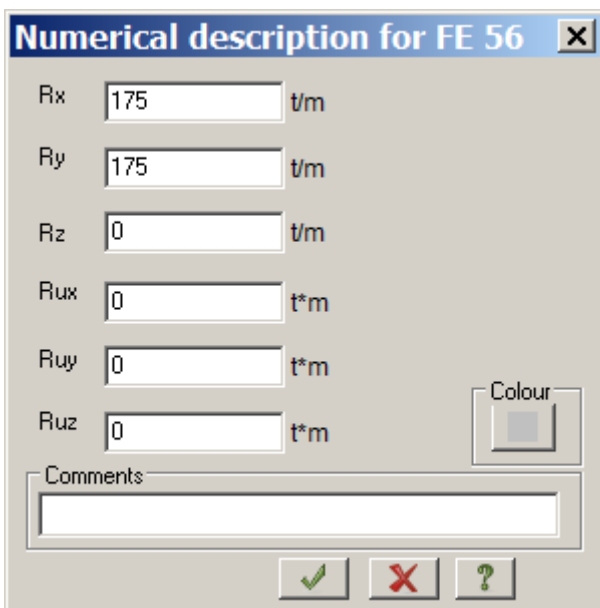 Numerical description for FE 56
Rx 175 t/m
Ry 175 t/m
Rz 0 t/m
Rux 0 t*m
Ruy 0 t*m
Ruz 0 t*m
Colour
Comments